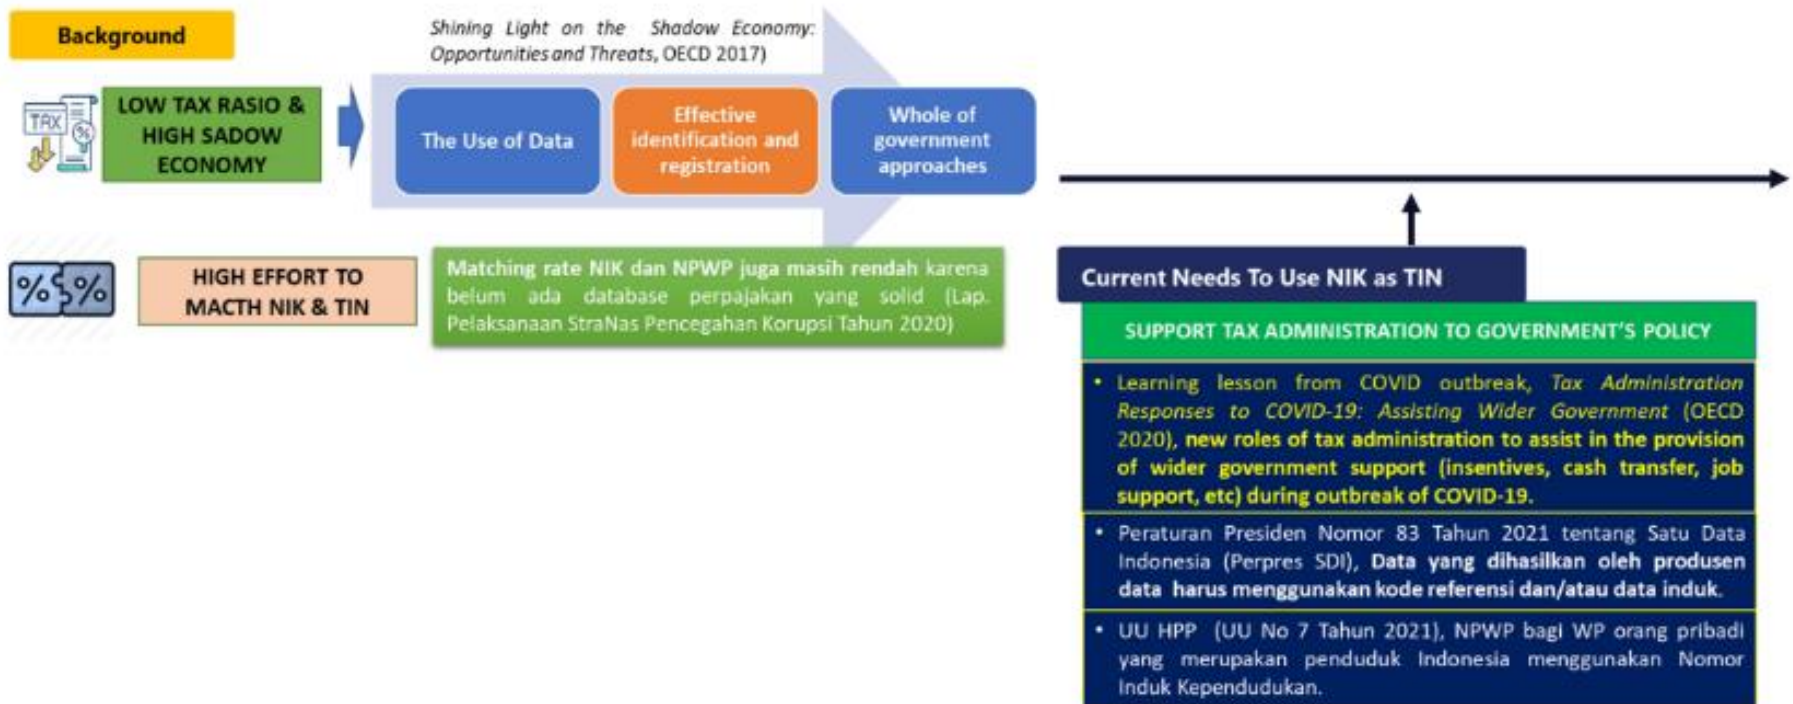 Background
Shining Light on the Shadow Economy:
Opportunities and Threats, OECD 2017)
TAX
%
LOW TAX RASIO &
HIGH SADOW
ECONOMY
The Use of Data
Effective
identification and
registration
Whole of
government
approaches
% %
HIGH EFFORT TO
MACTH NIK & TIN
Matching rate NIK dan NPWP juga masih rendah karena
belum ada database perpajakan yang solid (Lap.
Pelaksanaan StraNas Pencegahan Korupsi Tahun 2020)
Current Needs To Use NIK as TIN
SUPPORT TAX ADMINISTRATION TO GOVERNMENT'S POLICY
• Learning lesson from COVID outbreak, Tax Administration
Responses to COVID-19: Assisting Wider Government (OECD
2020), new roles of tax administration to assist in the provision
of wider government support (insentives, cash transfer, job
support, etc) during outbreak of COVID-19.
• Peraturan Presiden Nomor 83 Tahun 2021 tentang Satu Data
Indonesia (Perpres SDI), Data yang dihasilkan oleh produsen
data harus menggunakan kode referensi dan/atau data induk.
• UU HPP (UU No 7 Tahun 2021), NPWP bagi WP orang pribadi
yang merupakan penduduk Indonesia menggunakan Nomor
Induk Kependudukan.